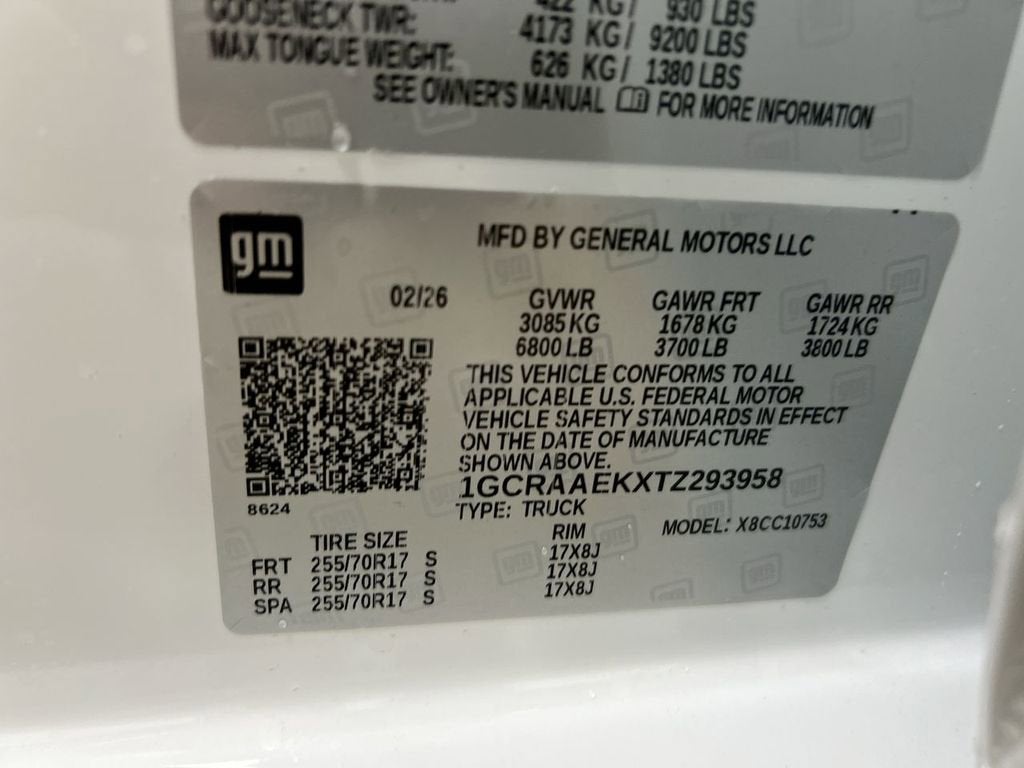 422 KG/ 930 LBS
GOOSENECK TWR: 4173 KG/ 9200 LBS
MAX TONGUE WEIGHT: 626 KG/ 1380 LBS
SEE OWNER'S MANUAL FOR MORE INFORMATION
gm
MFD BY GENERAL MOTORS LLC
02/26 GVWR GAWR FRT GAWR RR
3085 KG 1678 KG 1724 KG
6800 LB 3700 LB 3800 LB
THIS VEHICLE CONFORMS TO ALL
APPLICABLE U.S. FEDERAL MOTOR
VEHICLE SAFETY STANDARDS IN EFFECT
ON THE DATE OF MANUFACTURE
SHOWN ABOVE.
1GCRAAEKXTZ293958
8624
TYPE: TRUCK
MODEL: X8CC10753
TIRE SIZE RIM
FRT 255/70R17 S 17X8J
RR 255/70R17 S 17X8J
SPA 255/70R17 S 17X8J